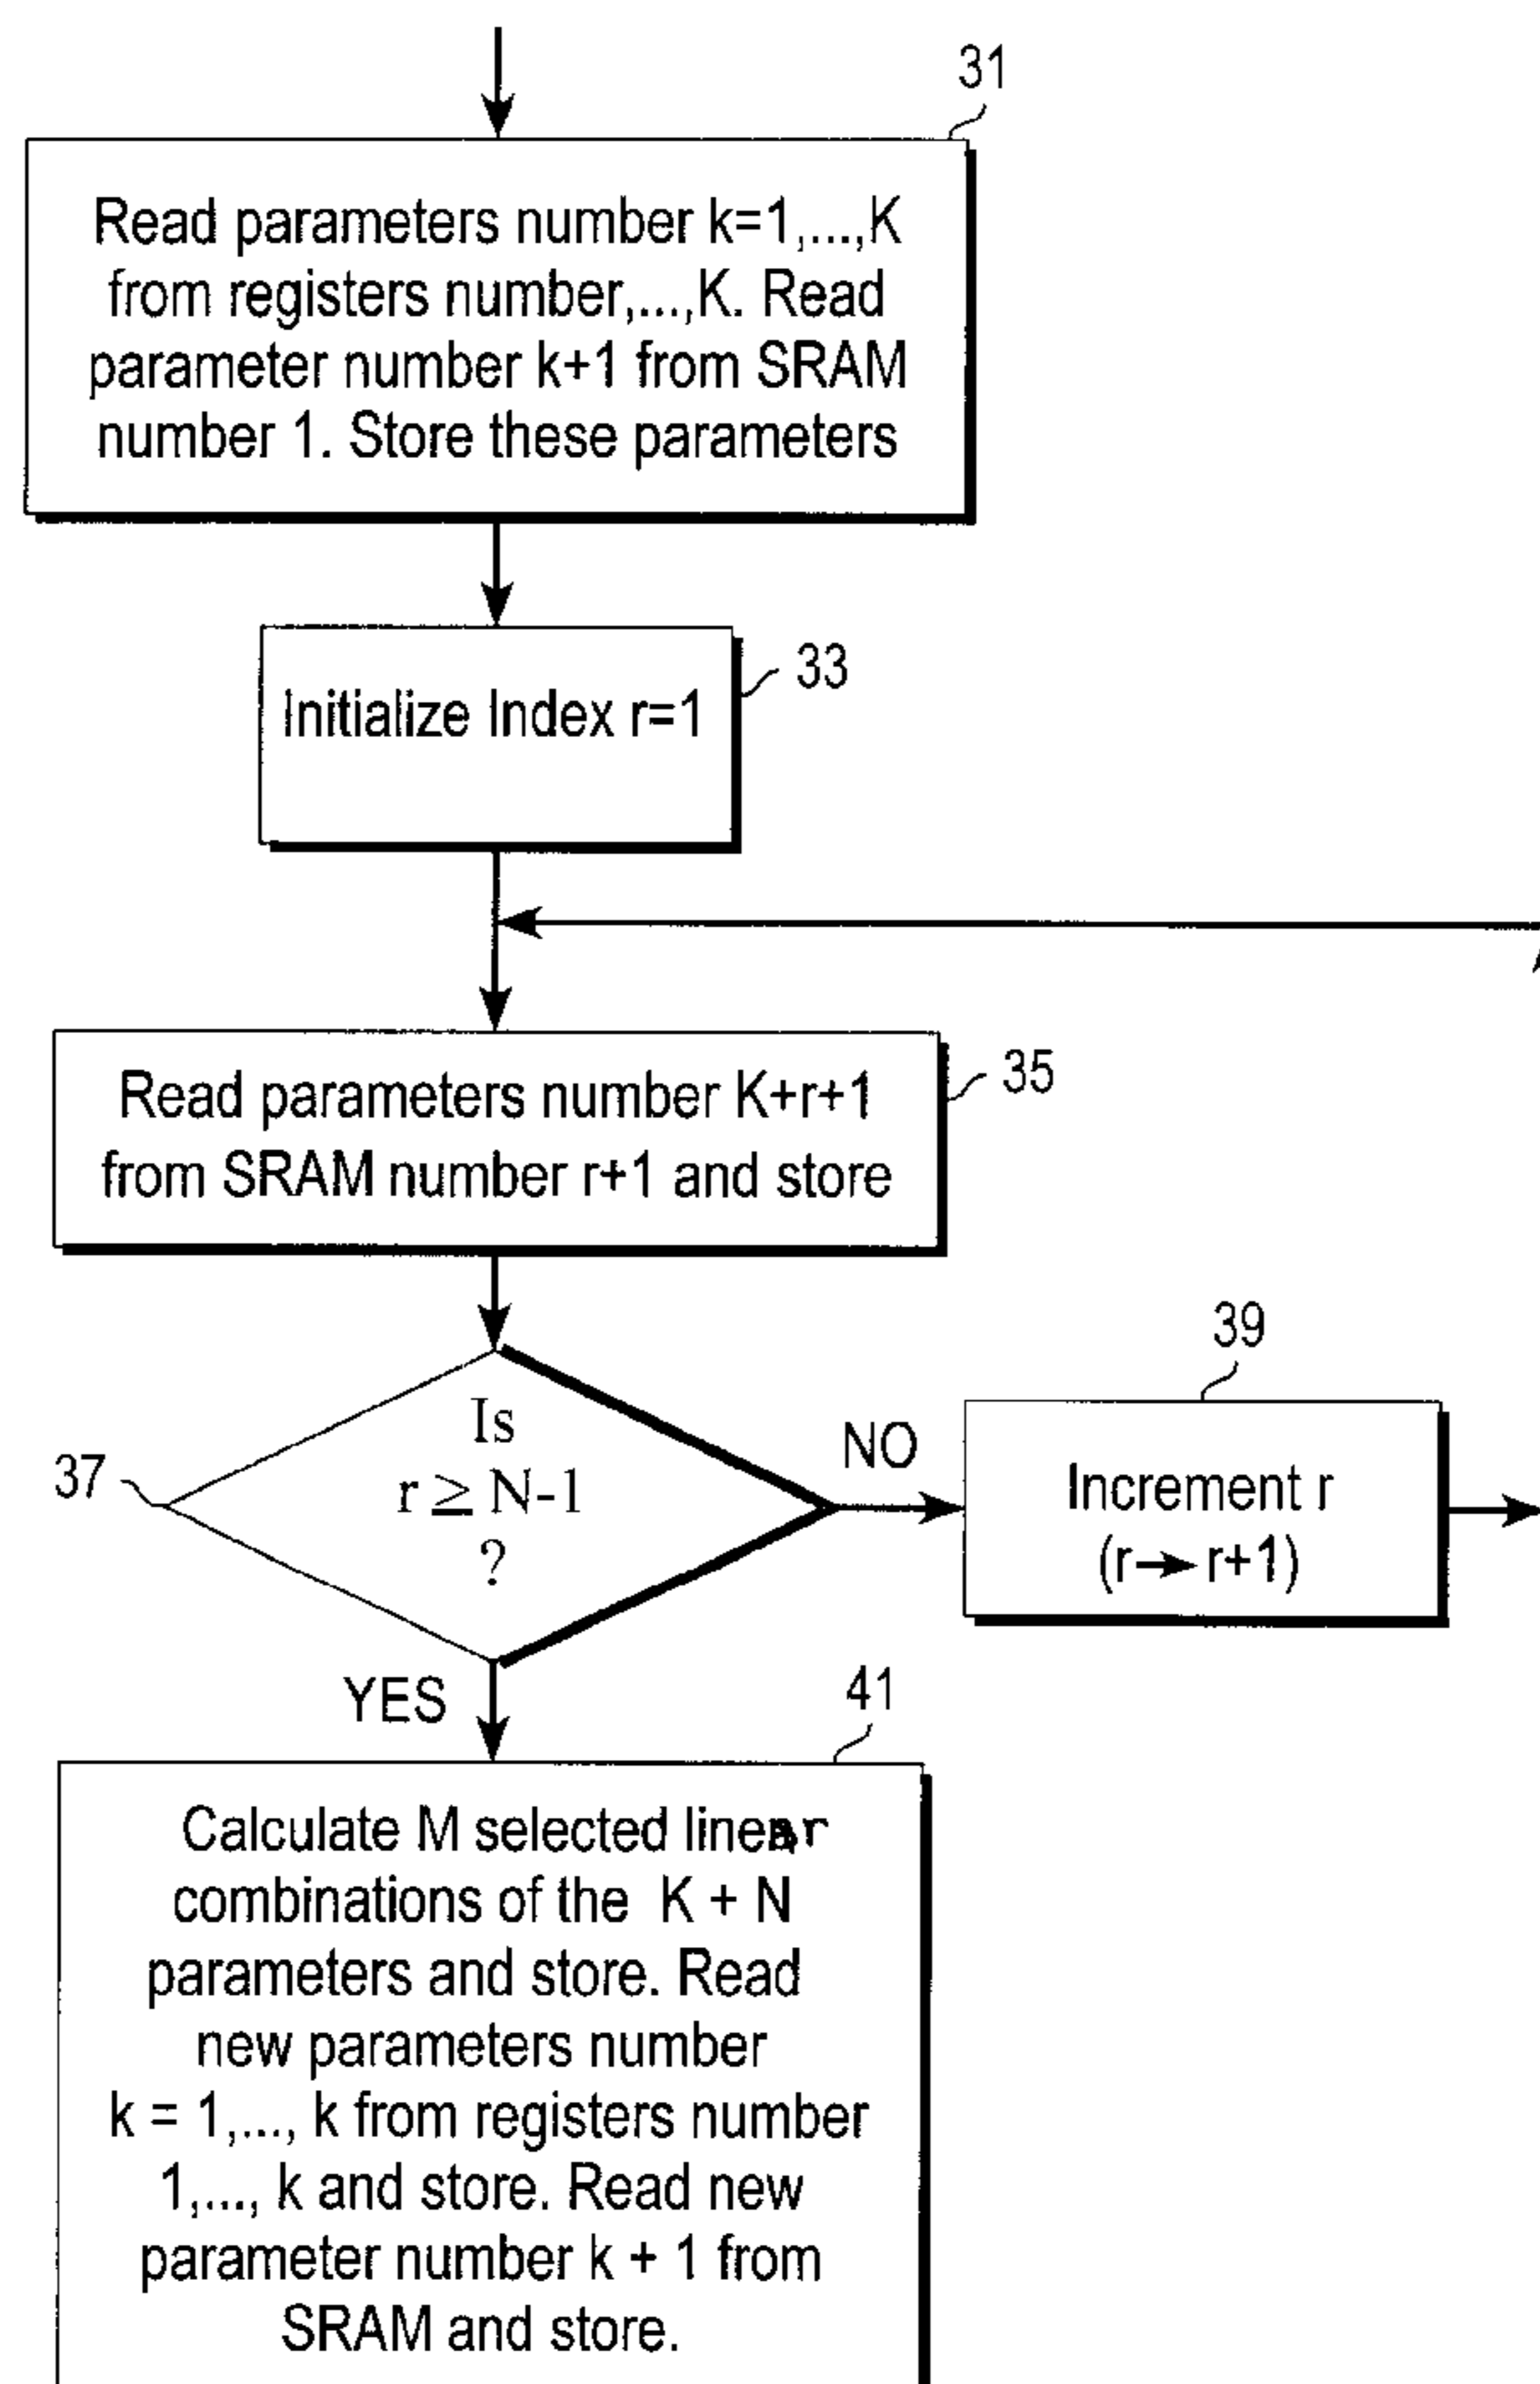 31
Read parameters number k=1,...,K
from registers number,...,K. Read
parameter number k+1 from SRAM
number 1. Store these parameters
Initialize Index r=1
33
Read parameters number K+r+1
from SRAM number r+1 and store
35
Is
r ≥ N-1
?
37
NO
39
Increment r
(r→ r+1)
YES
41
Calculate M selected linear
combinations of the K + N
parameters and store. Read
new parameters number
k = 1,..., k from registers number
1,..., k and store. Read new
parameter number k + 1 from
SRAM and store.